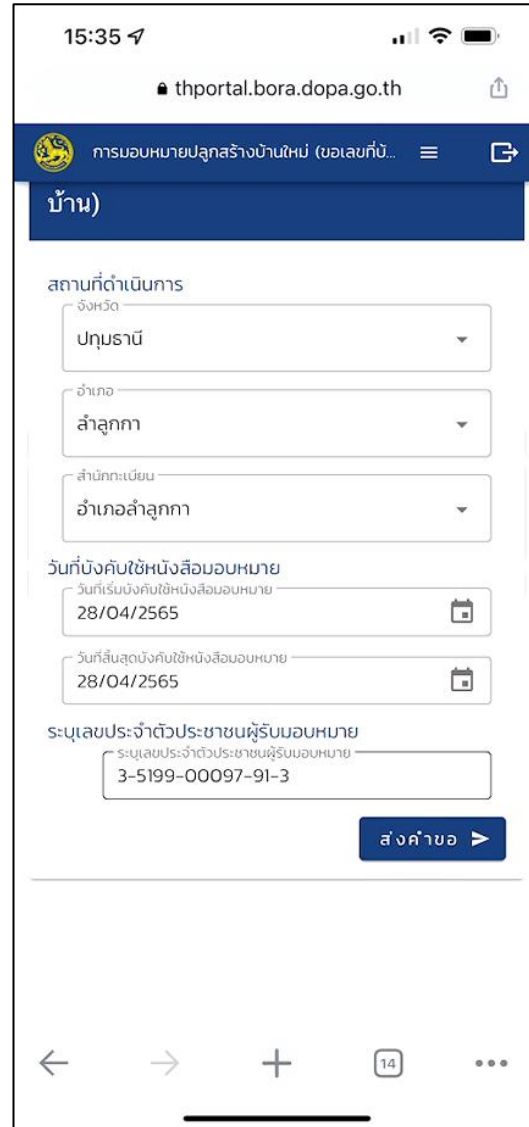 15:35
thportal.bora.dopa.go.th
การมอบหมายปลูกสร้างบ้านใหม่ (ขอเลขที่บ้...
บ้าน)
สถานที่ดำเนินการ
จังหวัด
ปทุมธานี
อำเภอ
ลำลูกกา
สำนักทะเบียน
อำเภอลำลูกกา
วันที่บังคับใช้หนังสือมอบหมาย
วันที่เริ่มบังคับใช้หนังสือมอบหมาย
28/04/2565
วันที่สิ้นสุดบังคับใช้หนังสือมอบหมาย
28/04/2565
ระบุเลขประจำตัวประชาชนผู้รับมอบหมาย
ระบุเลขประจำตัวประชาชนผู้รับมอบหมาย
3-5199-00097-91-3
ส่งคำขอ
14